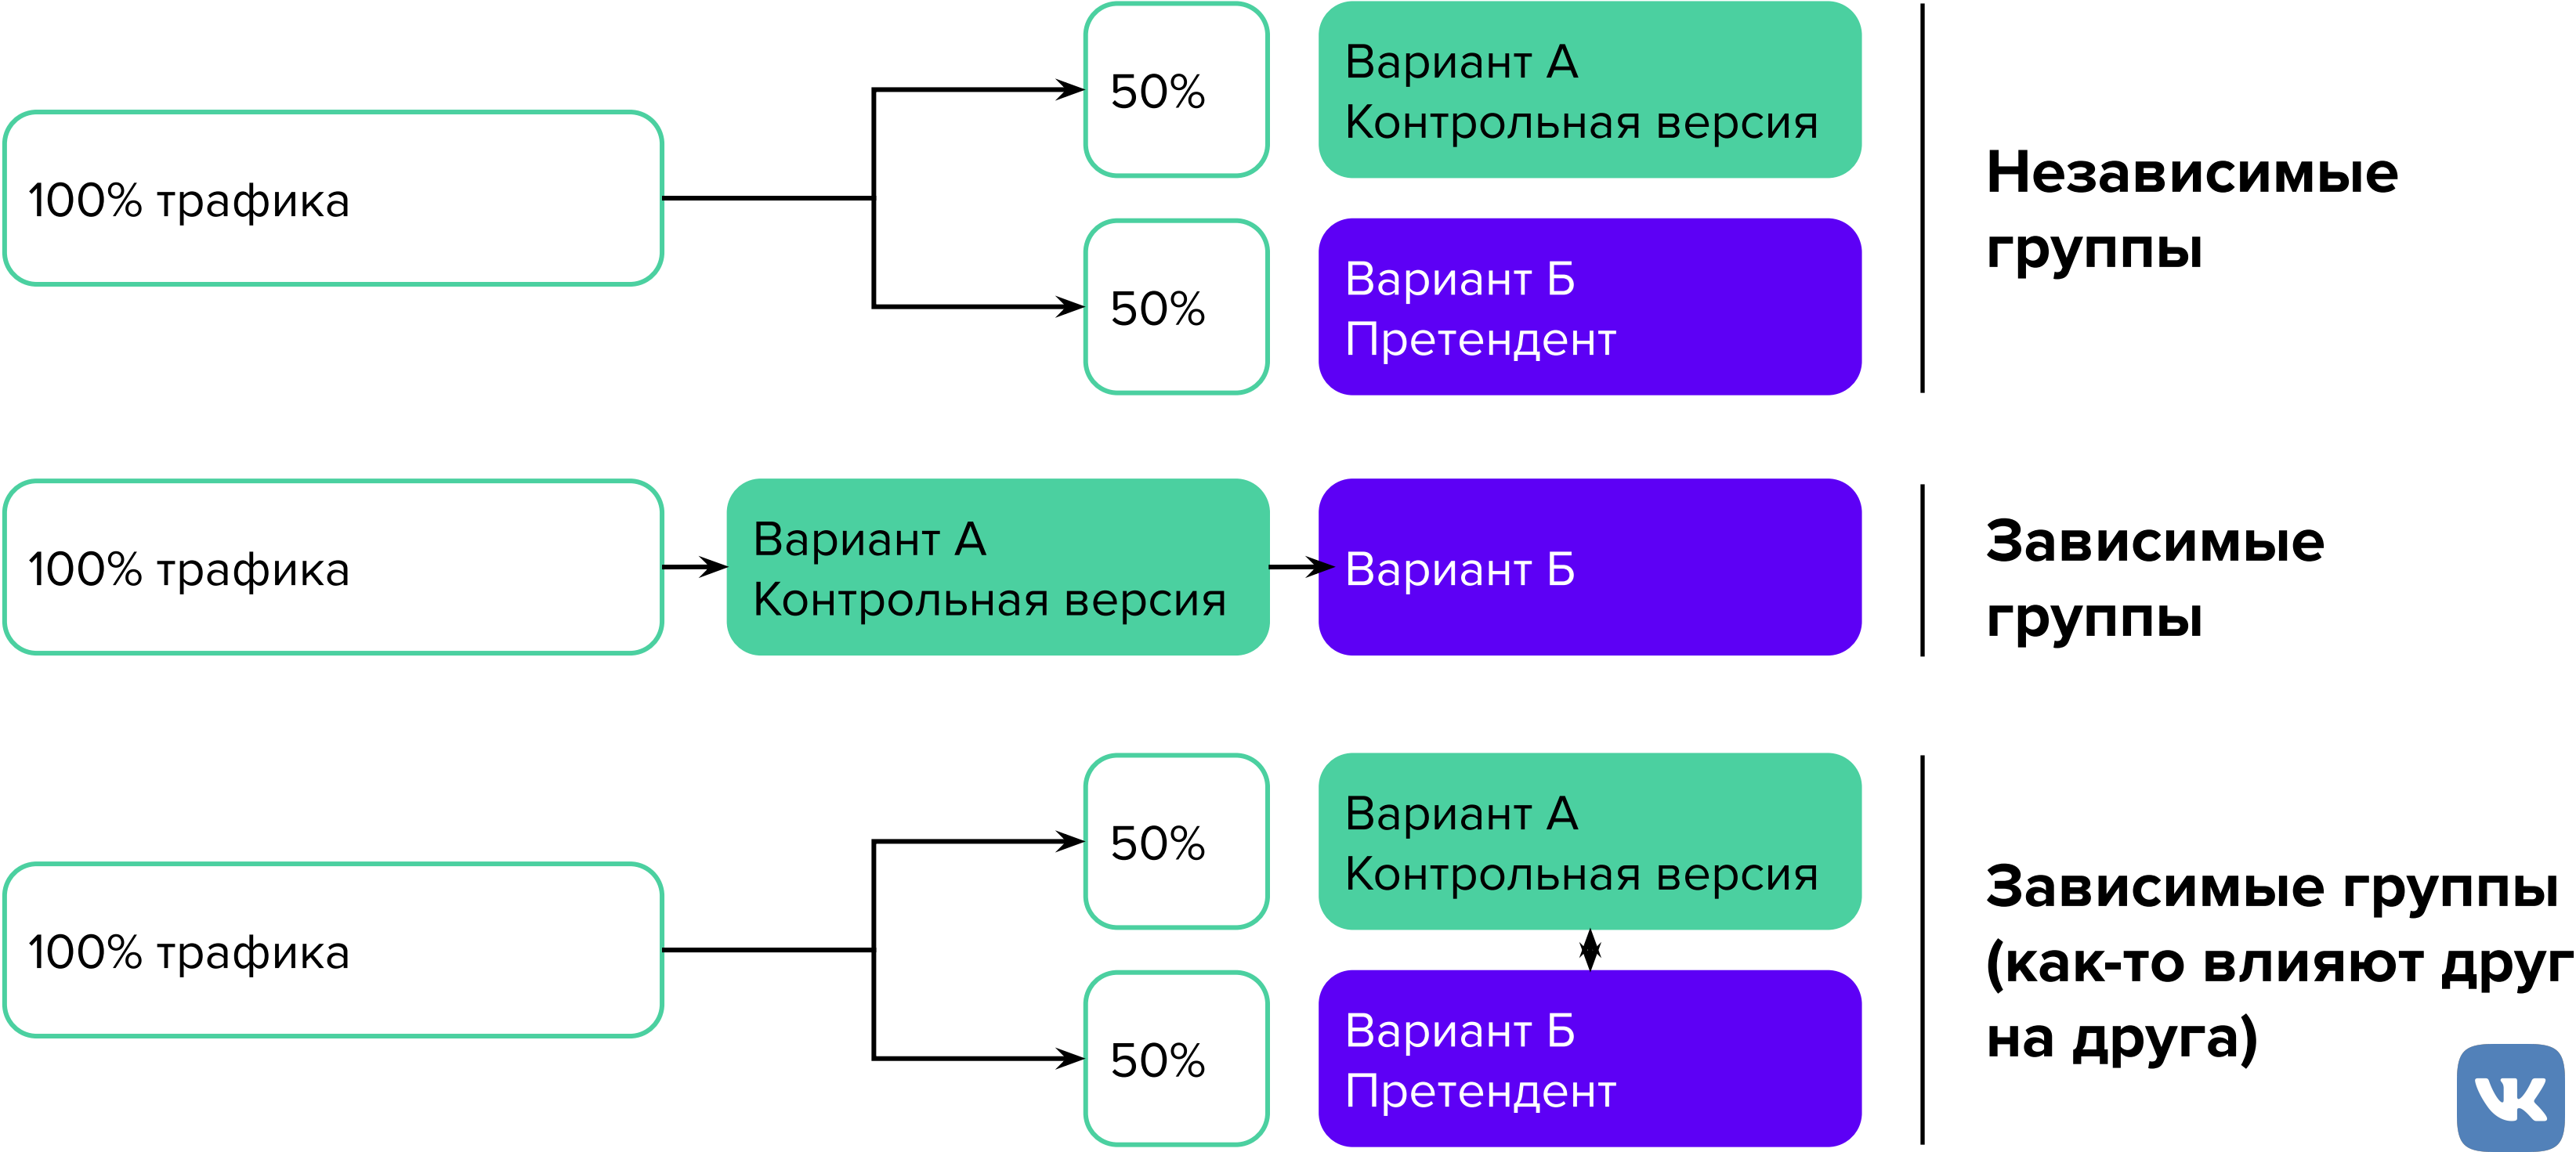 100% трафика
50%
Вариант А
Контрольная версия
50%
Вариант Б
Претендент
Независимые
группы
100% трафика
Вариант А
Контрольная версия
Вариант Б
Зависимые
группы
100% трафика
50%
Вариант А
Контрольная версия
50%
Вариант Б
Претендент
Зависимые группы
(как-то влияют друг
на друга)
VK